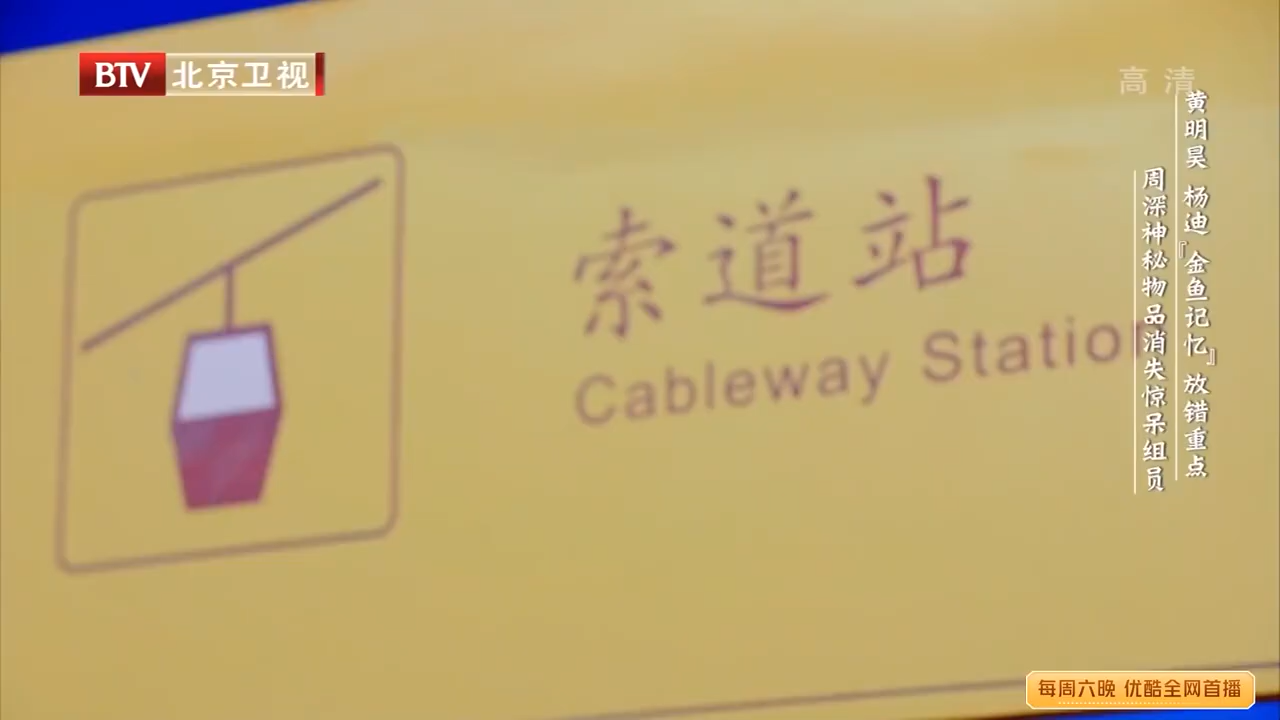 BTV 北京卫视
高清
黄明昊 杨迪『金鱼记忆』放错重点
周深神秘物品消失惊呆组员
索道站
Cableway Station
每周六晚 优酷全网首播